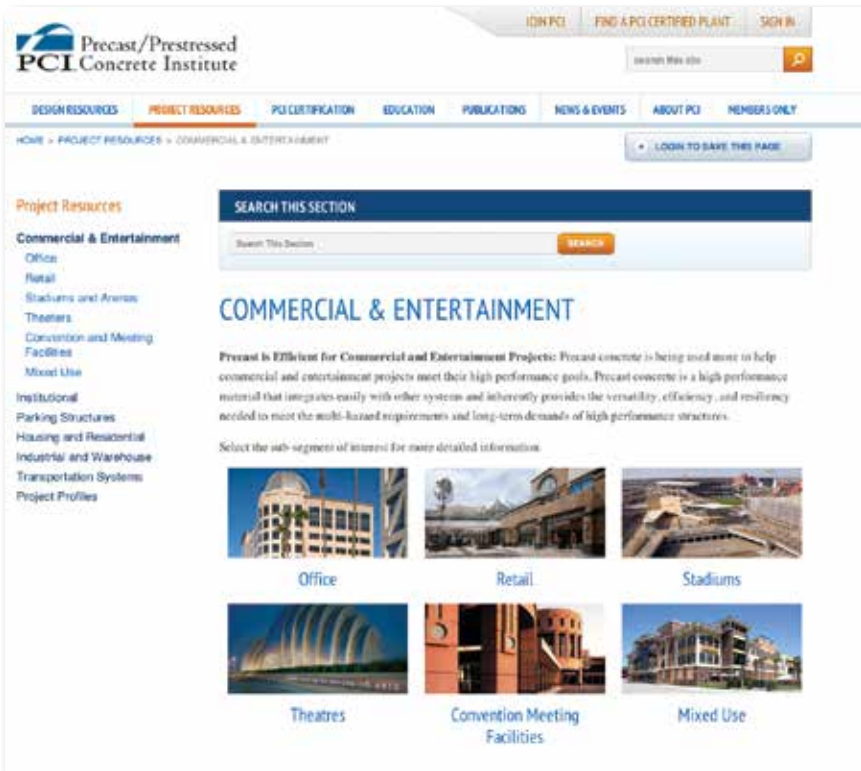 JOIN PCI FIND A PCI CERTIFIED PLANT SIGN IN
Precast/Prestressed
PCI Concrete Institute
search this site
DESIGN RESOURCES PROJECT RESOURCES PCI CERTIFICATION EDUCATION PUBLICATIONS NEWS & EVENTS ABOUT PCI MEMBERS ONLY
HOME » PROJECT RESOURCES » COMMERCIAL & ENTERTAINMENT
LOGIN TO SAVE THIS PAGE
Project Resources
Commercial & Entertainment
Office
Retail
Stadiums and Arenas
Theaters
Convention and Meeting
Facilities
Mixed Use
Institutional
Parking Structures
Housing and Residential
Industrial and Warehouse
Transportation Systems
Project Profiles
SEARCH THIS SECTION
Search This Section SEARCH
COMMERCIAL & ENTERTAINMENT
Precast is Efficient for Commercial and Entertainment Projects: Precast concrete is being used more to help
commercial and entertainment projects meet their high performance goals. Precast concrete is a high performance
material that integrates easily with other systems and inherently provides the versatility, efficiency, and resiliency
needed to meet the multi-hazard requirements and long-term demands of high performance structures.
Select the sub-segment of interest for more detailed information.
Office Retail Stadiums
Theatres Convention Meeting Mixed Use
Facilities